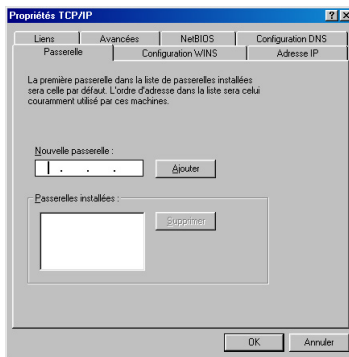 Propriétés TCP/IP
Liens Avancées NetBIOS Configuration DNS
Passerelle Configuration WINS Adresse IP
La première passerelle dans la liste de passerelles installées
sera celle par défaut. L'ordre d'adresse dans la liste sera celui
couramment utilisé par ces machines.
Nouvelle passerelle :
. . .
Ajouter
Passerelles installées :
Supprimer
OK Annuler